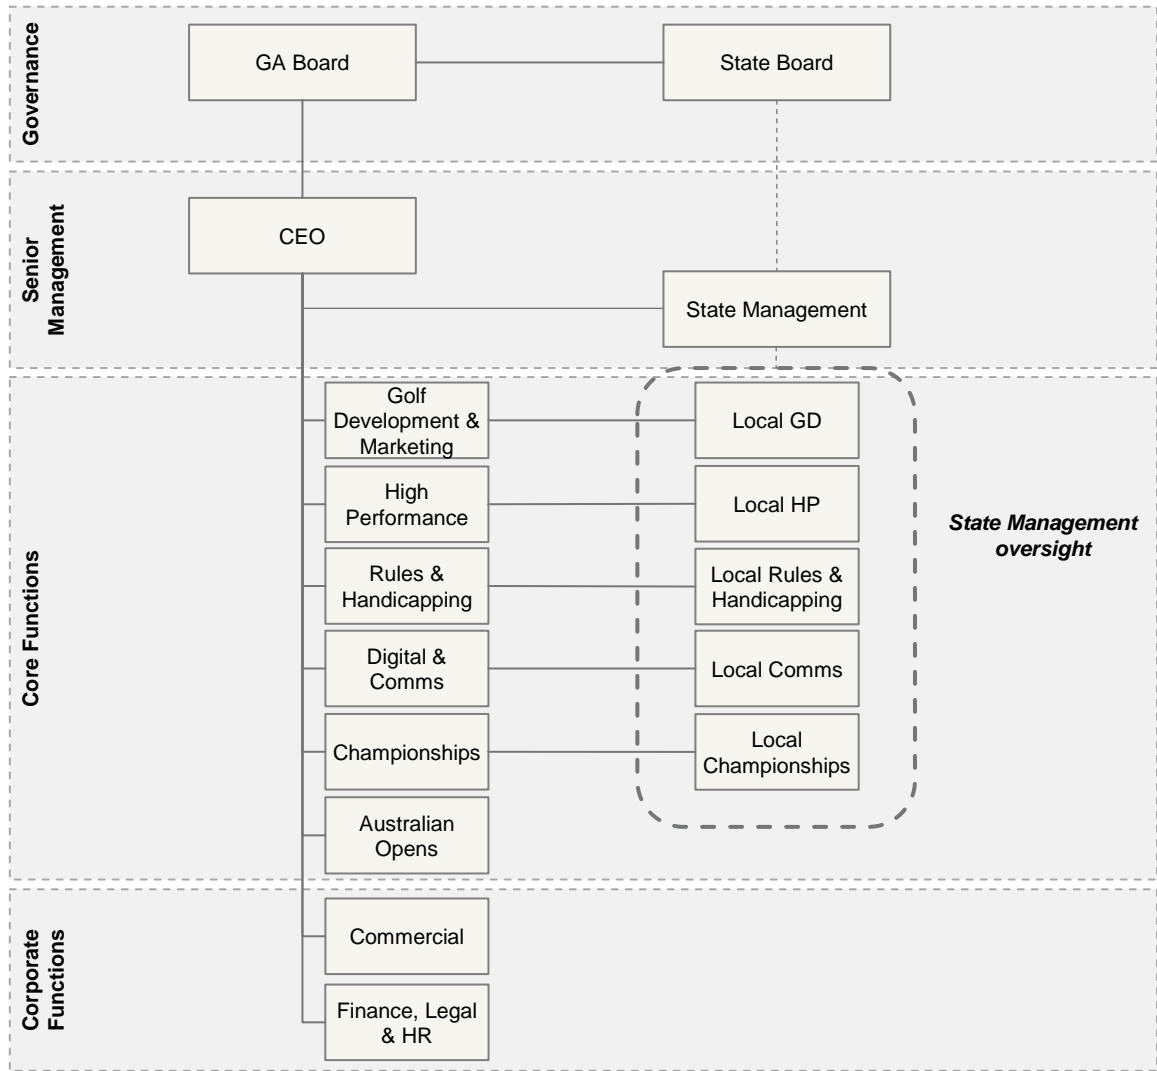 Governance
GA Board
State Board
Senior
Management
CEO
State Management
Core Functions
Golf
Development &
Marketing
Local GD
High
Performance
Local HP
State Management
oversight
Rules &
Handicapping
Local Rules &
Handicapping
Digital &
Comms
Local Comms
Championships
Local
Championships
Australian
Opens
Corporate
Functions
Commercial
Finance, Legal
& HR